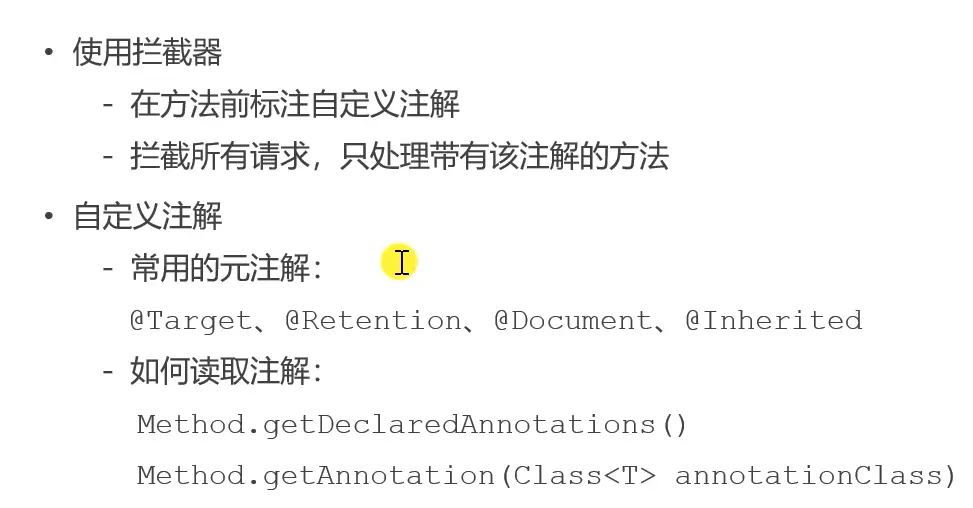 • 使用拦截器
- 在方法前标注自定义注解
- 拦截所有请求，只处理带有该注解的方法
• 自定义注解
- 常用的元注解：
@Target、@Retention、@Document、@Inherited
- 如何读取注解：
Method.getDeclaredAnnotations()
Method.getAnnotation(Class<T> annotationClass)